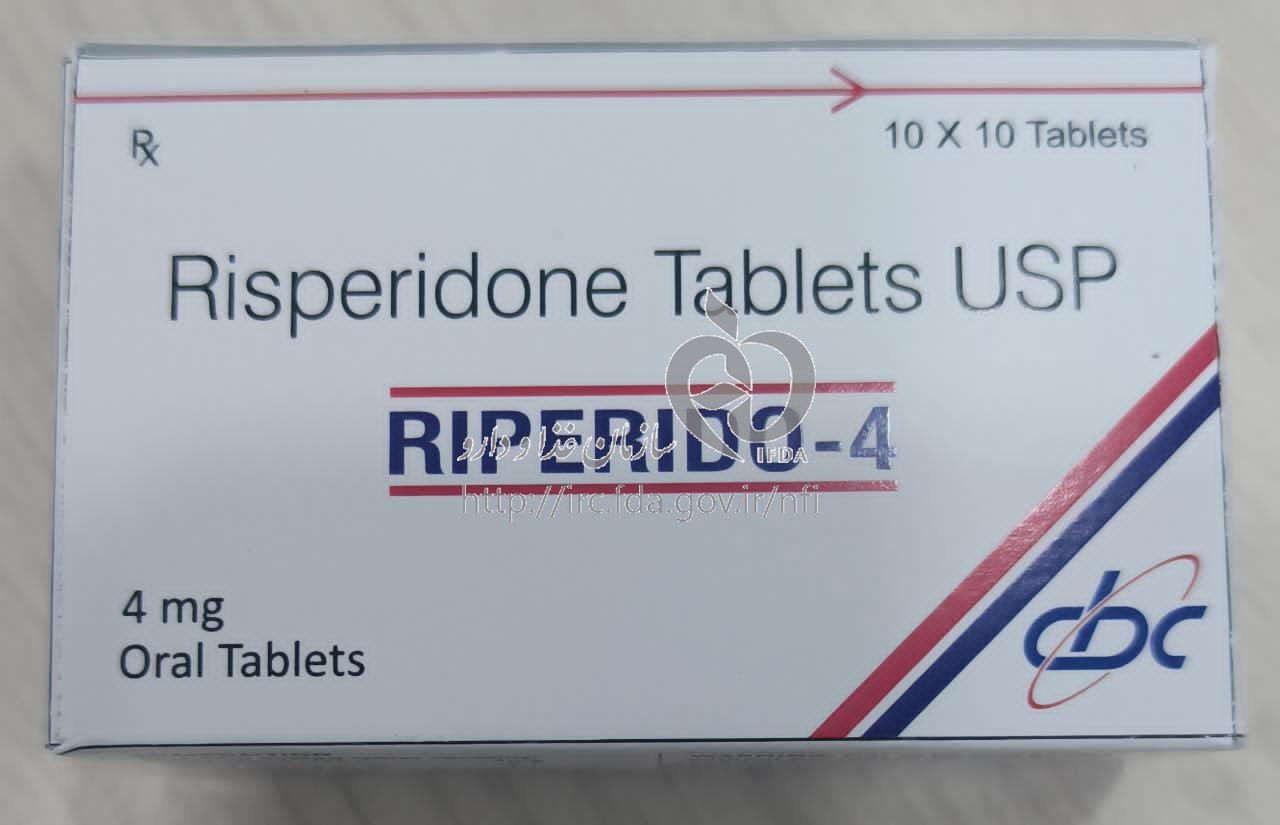 Rx
10 X 10 Tablets
Risperidone Tablets USP
RIPERIDO-4
سازمان غذا و دارو
IFDA
http://irc.fda.gov.ir/nfi
4 mg
Oral Tablets
cbc